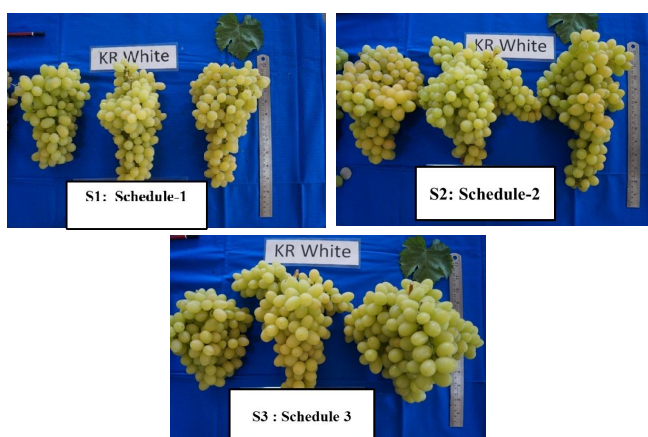 KR White
S1: Schedule-1
KR White
S2: Schedule-2
KR White
S3 : Schedule 3